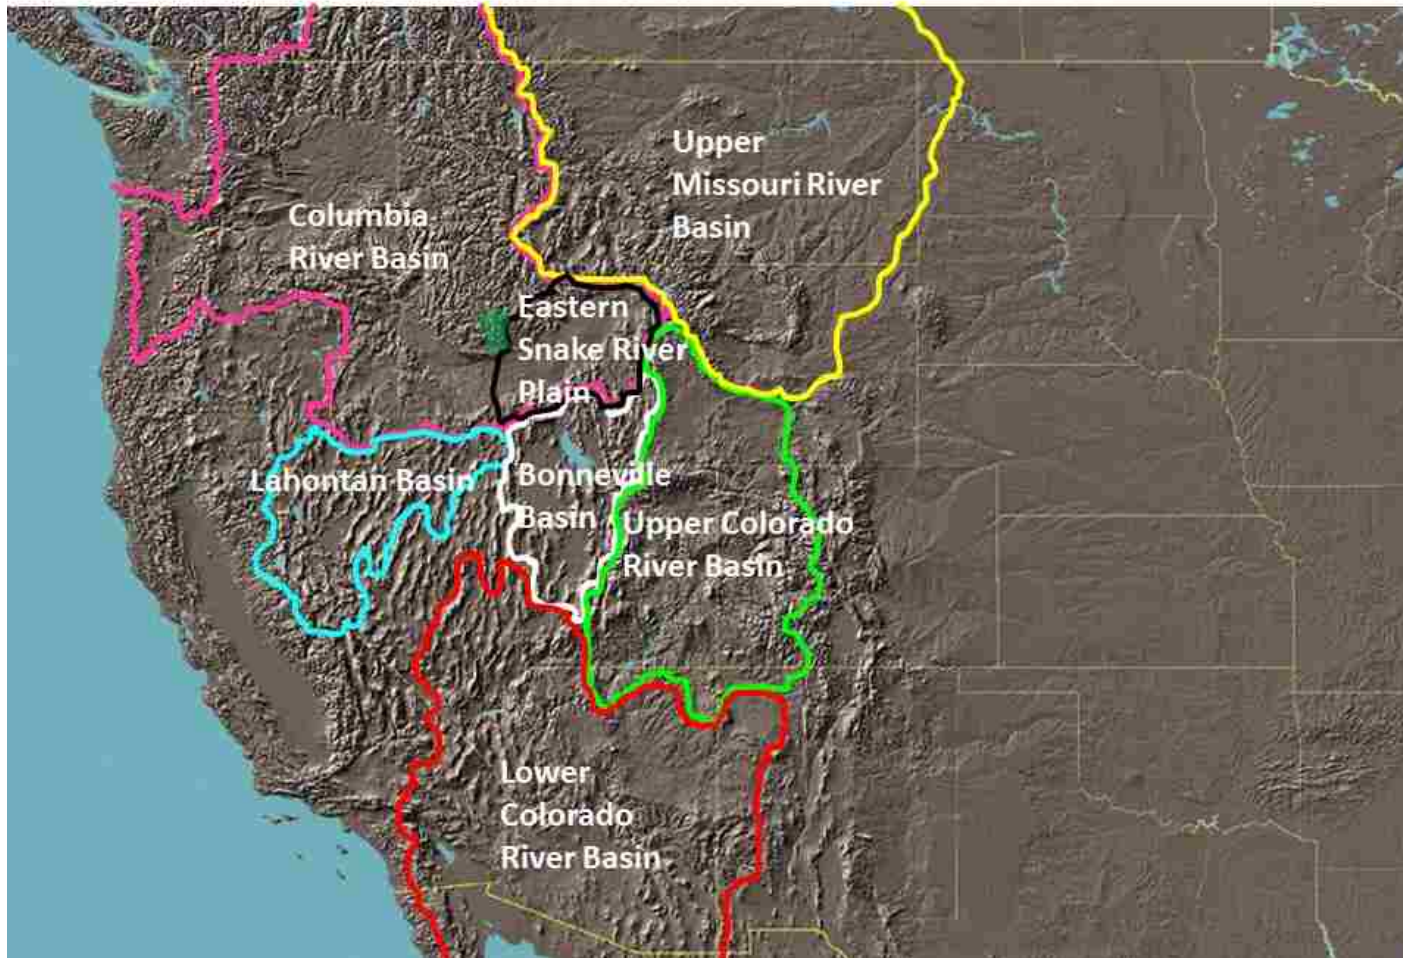 Upper
Missouri River
Basin
Columbia
River Basin
Eastern
Snake River
Plain
Lahontan Basin
Bonneville
Basin
Upper Colorado
River Basin
Lower
Colorado
River Basin